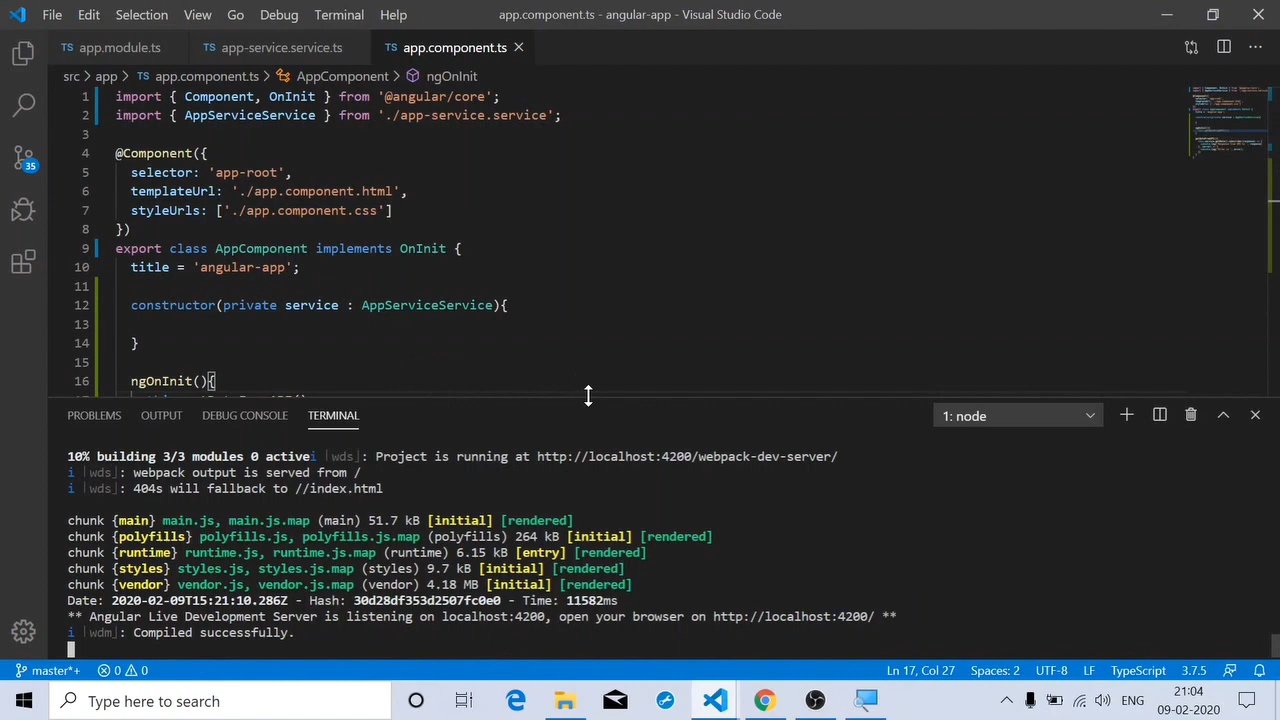 File Edit Selection View Go Debug Terminal Help app.component.ts - angular-app - Visual Studio Code
TS app.module.ts TS app-service.service.ts TS app.component.ts
src > app > TS app.component.ts > AppComponent > ngOnInit
1 import { Component, OnInit } from '@angular/core';
2 import { AppServiceService } from './app-service.service';
3
4 @Component({
5 selector: 'app-root',
6 templateUrl: './app.component.html',
7 styleUrls: ['./app.component.css']
8 })
9 export class AppComponent implements OnInit {
10 title = 'angular-app';
11
12 constructor(private service : AppServiceService){
13
14 }
15
16 ngOnInit(){
35
PROBLEMS OUTPUT DEBUG CONSOLE TERMINAL 1: node
10% building 3/3 modules 0 activei ｢wds｣: Project is running at http://localhost:4200/webpack-dev-server/
i ｢wds｣: webpack output is served from /
i ｢wds｣: 404s will fallback to //index.html
chunk {main} main.js, main.js.map (main) 51.7 kB [initial] [rendered]
chunk {polyfills} polyfills.js, polyfills.js.map (polyfills) 264 kB [initial] [rendered]
chunk {runtime} runtime.js, runtime.js.map (runtime) 6.15 kB [entry] [rendered]
chunk {styles} styles.js, styles.js.map (styles) 9.7 kB [initial] [rendered]
chunk {vendor} vendor.js, vendor.js.map (vendor) 4.18 MB [initial] [rendered]
Date: 2020-02-09T15:21:10.286Z - Hash: 30d28df353d2507fc0e0 - Time: 11582ms
** Angular Live Development Server is listening on localhost:4200, open your browser on http://localhost:4200/ **
i ｢wdm｣: Compiled successfully.
master*+ 0 0 Ln 17, Col 27 Spaces: 2 UTF-8 LF TypeScript 3.7.5
Type here to search ENG 21:04
09-02-2020